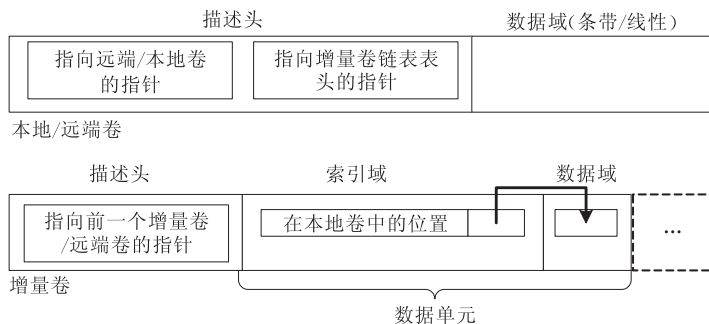 描述头
数据域(条带/线性)
指向远端/本地卷
的指针
指向增量卷链表表
头的指针
本地/远端卷
描述头
索引域
数据域
指向前一个增量卷
/远端卷的指针
在本地卷中的位置
...
增量卷
数据单元